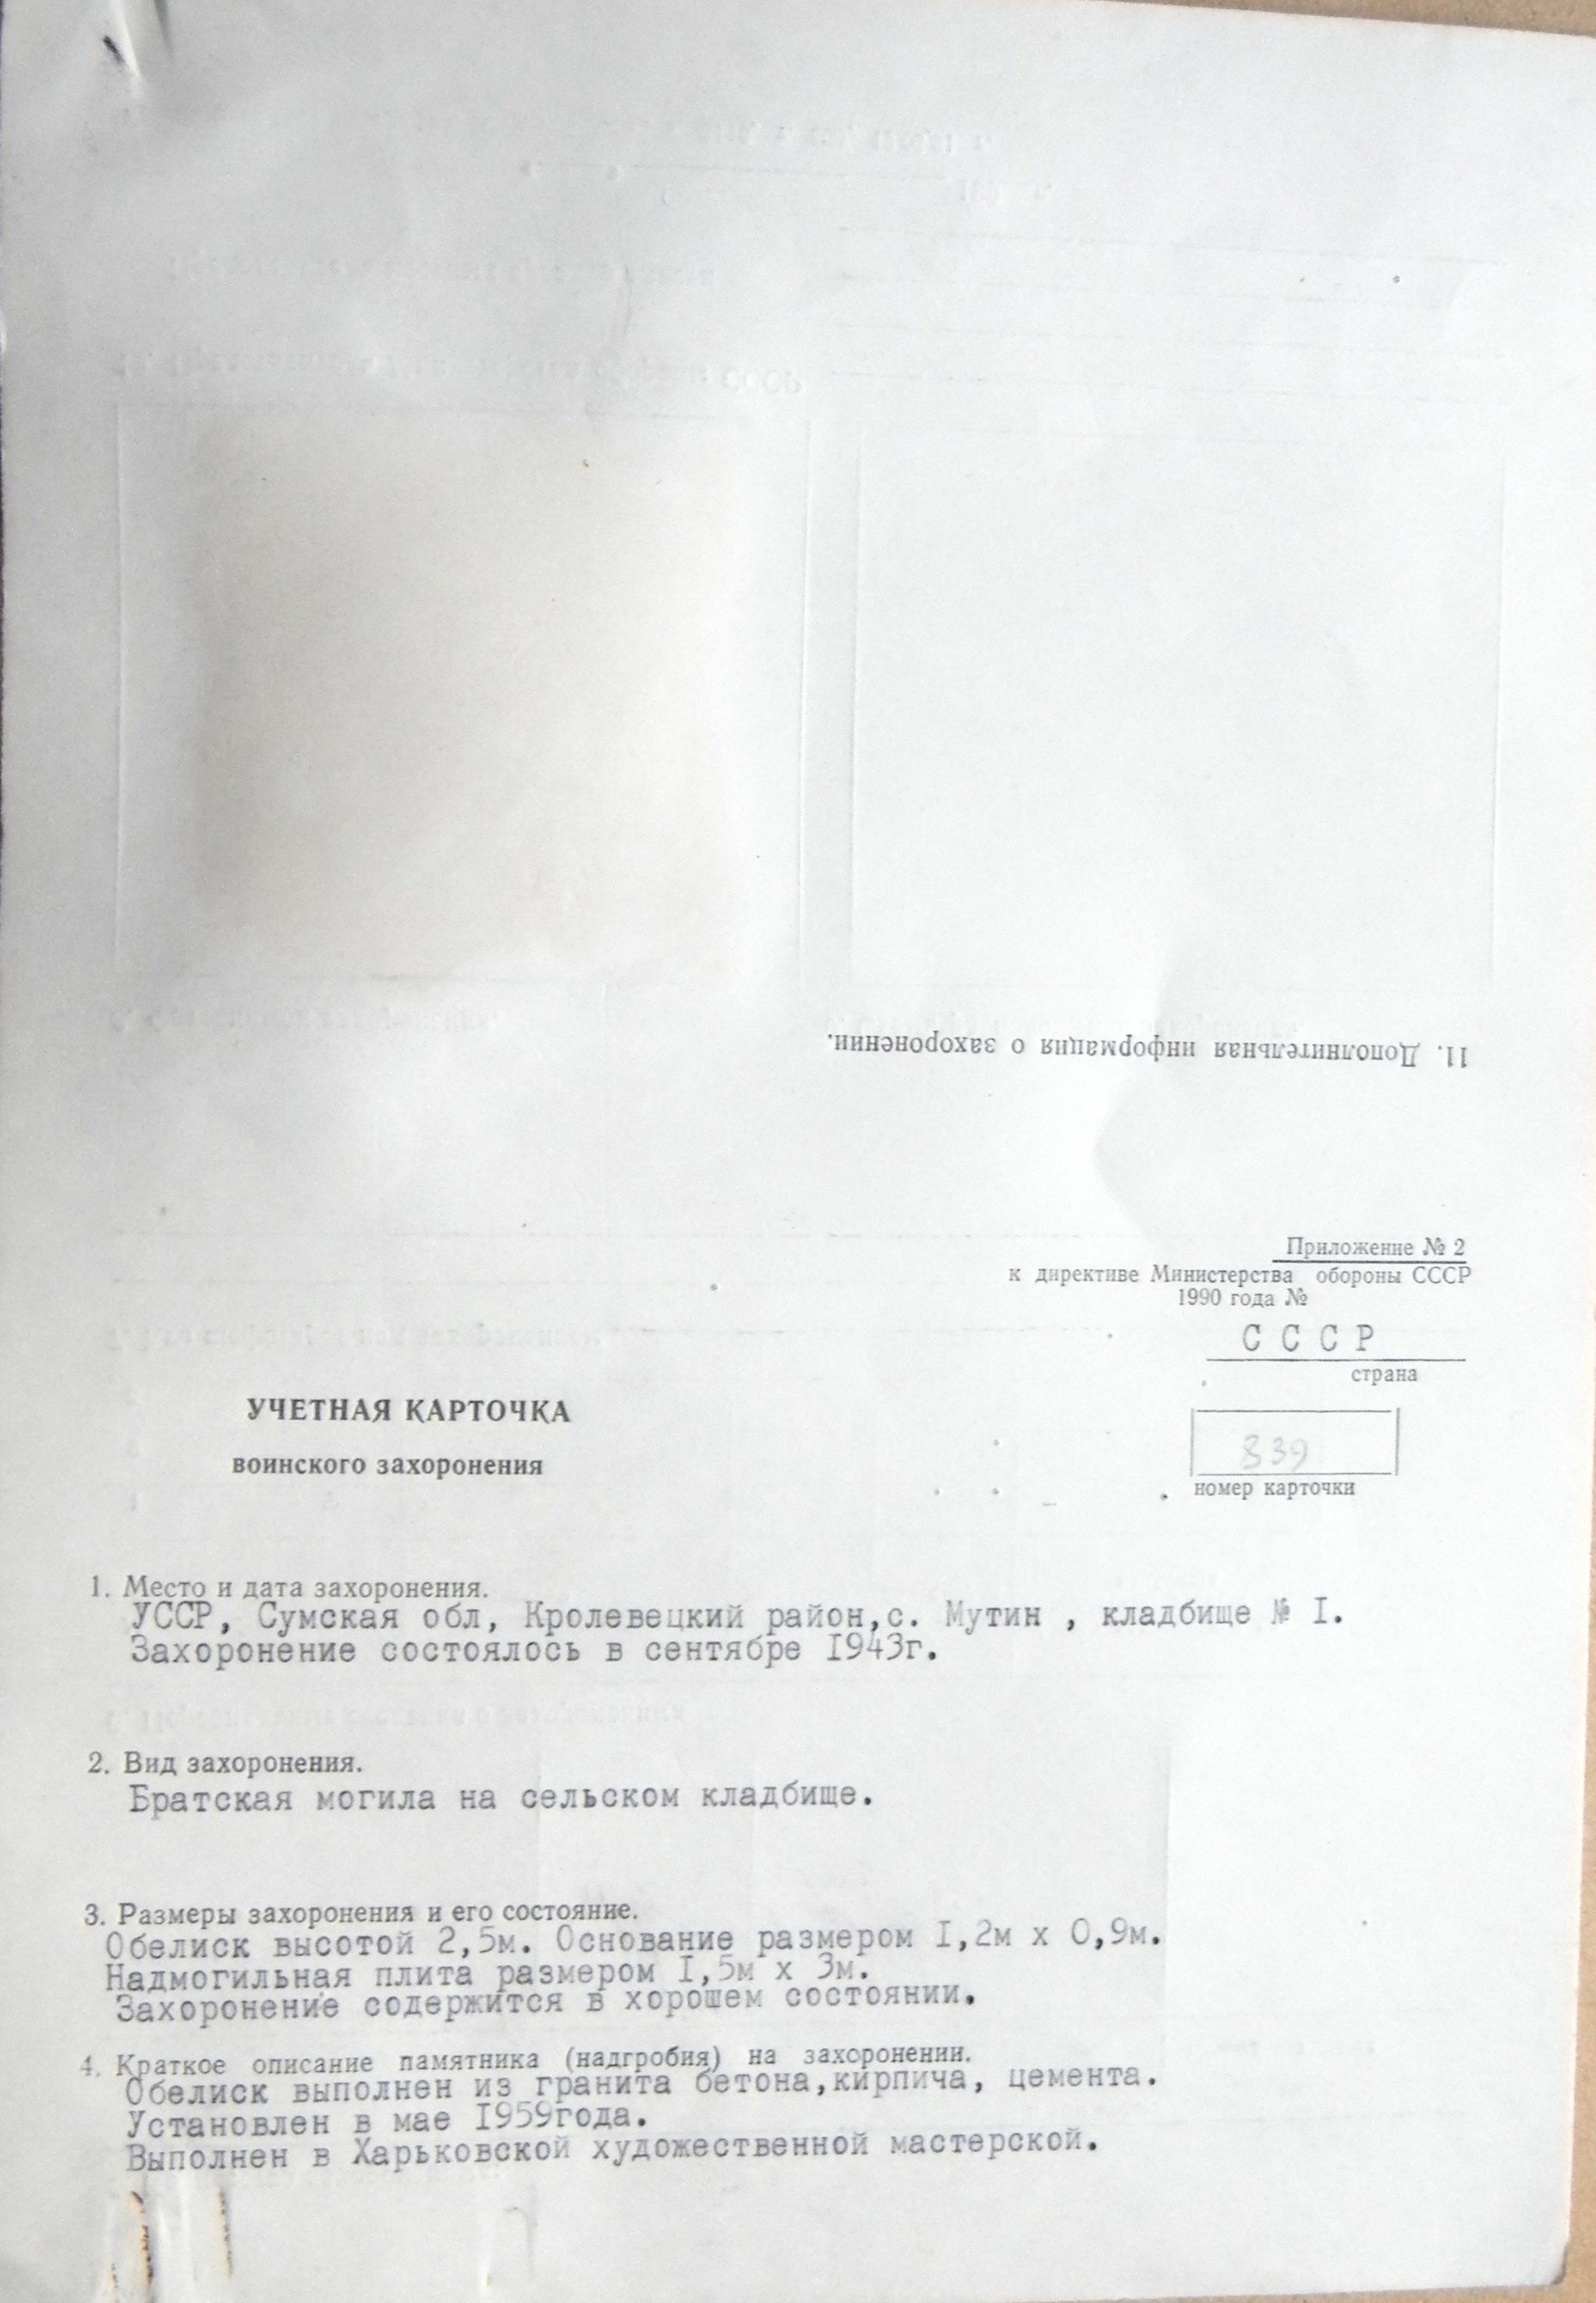 11. Дополнительная информация о захоронении.
Приложение № 2
к директиве Министерства обороны СССР
1990 года №
С С С Р
страна
УЧЕТНАЯ КАРТОЧКА
воинского захоронения
839
номер карточки
1. Место и дата захоронения.
УССР, Сумская обл, Кролевецкий район,с. Мутин , кладбище № I.
Захоронение состоялось в сентябре I943г.
2. Вид захоронения.
Братская могила на сельском кладбище.
3. Размеры захоронения и его состояние.
Обелиск высотой 2,5м. Основание размером I,2м х 0,9м.
Надмогильная плита размером I,5м х 3м.
Захоронение содержится в хорошем состоянии.
4. Краткое описание памятника (надгробия) на захоронении.
Обелиск выполнен из гранита бетона,кирпича, цемента.
Установлен в мае I959года.
Выполнен в Харьковской художественной мастерской.